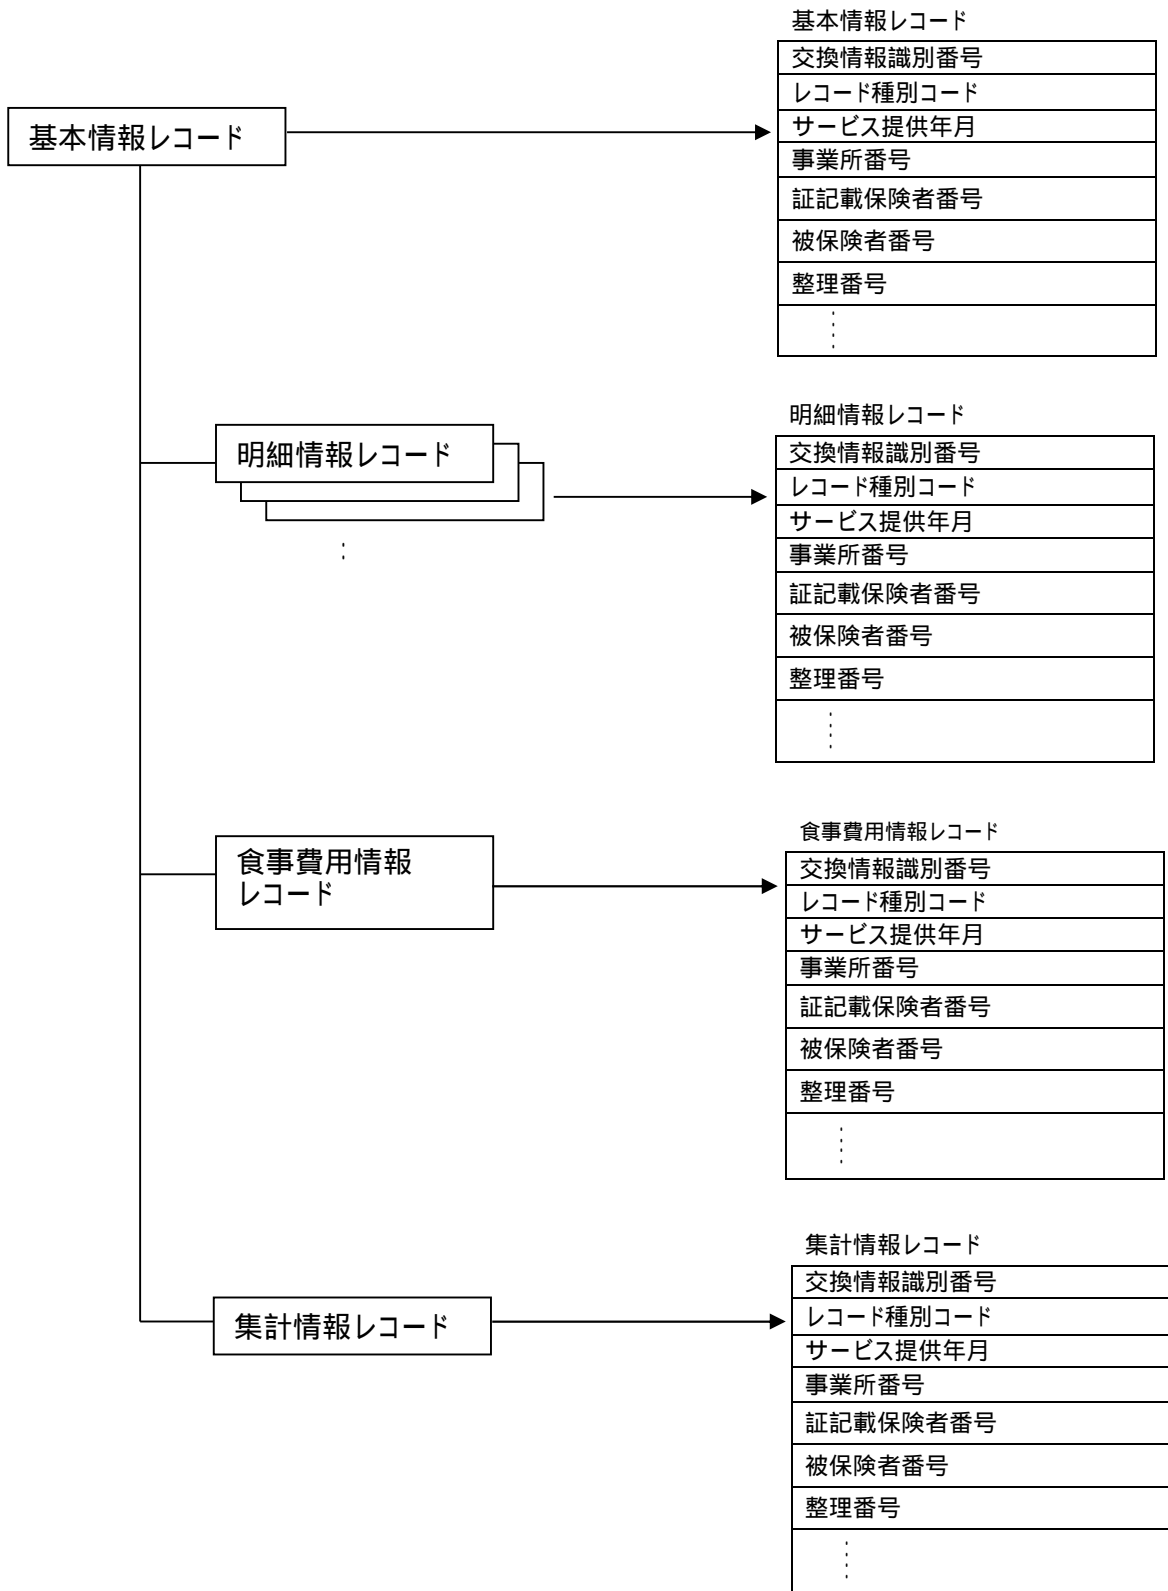 基本情報レコード
基本情報レコード
交換情報識別番号
レコード種別コード
サービス提供年月
事業所番号
証記載保険者番号
被保険者番号
整理番号
明細情報レコード
明細情報レコード
交換情報識別番号
レコード種別コード
サービス提供年月
事業所番号
証記載保険者番号
被保険者番号
整理番号
食事費用情報
レコード
食事費用情報レコード
交換情報識別番号
レコード種別コード
サービス提供年月
事業所番号
証記載保険者番号
被保険者番号
整理番号
集計情報レコード
集計情報レコード
交換情報識別番号
レコード種別コード
サービス提供年月
事業所番号
証記載保険者番号
被保険者番号
整理番号